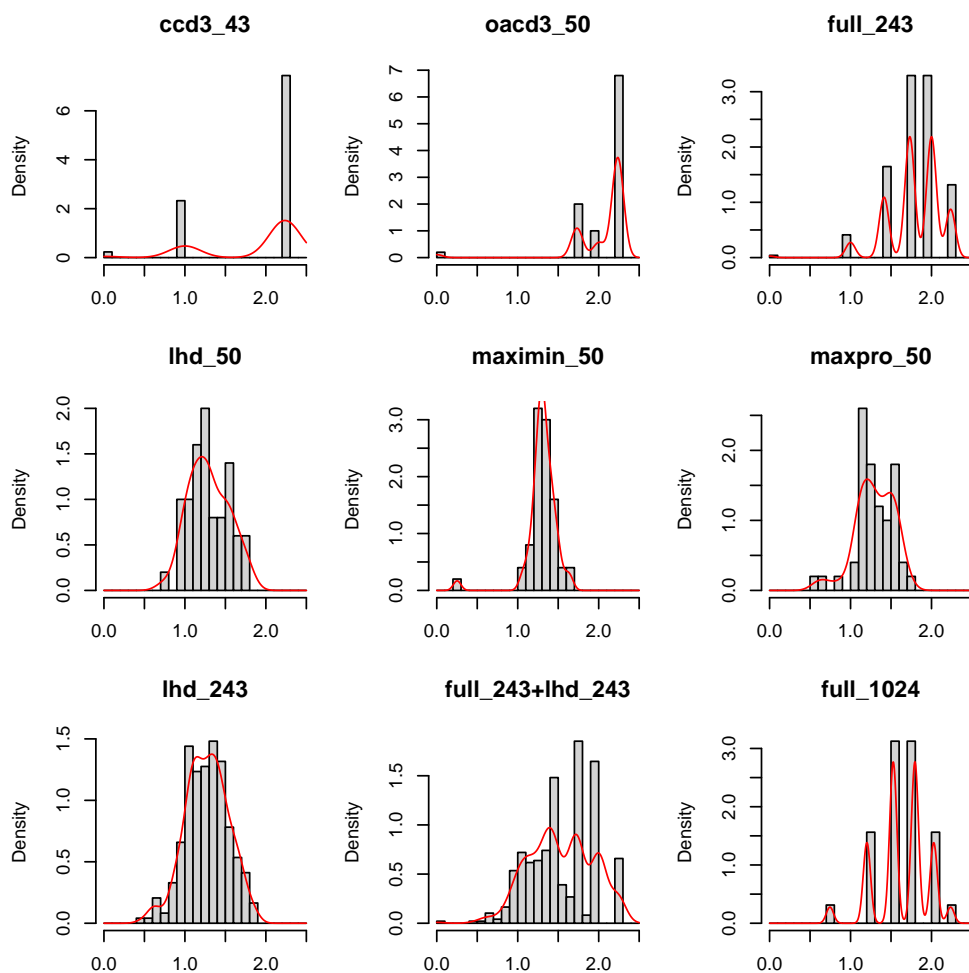 ccd3_43
Density
0 2 4 6
0.0 1.0 2.0
oacd3_50
Density
0 1 2 3 4 5 6 7
0.0 1.0 2.0
full_243
Density
0.0 1.0 2.0 3.0
0.0 1.0 2.0
lhd_50
Density
0.0 0.5 1.0 1.5 2.0
0.0 1.0 2.0
maximin_50
Density
0.0 1.0 2.0 3.0
0.0 1.0 2.0
maxpro_50
Density
0.0 1.0 2.0
0.0 1.0 2.0
lhd_243
Density
0.0 0.5 1.0 1.5
0.0 1.0 2.0
full_243+lhd_243
Density
0.0 0.5 1.0 1.5
0.0 1.0 2.0
full_1024
Density
0.0 1.0 2.0 3.0
0.0 1.0 2.0